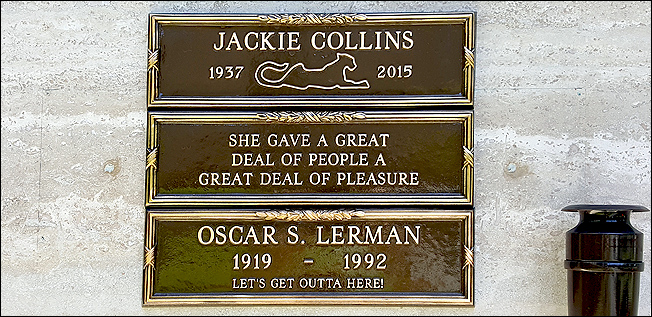 JACKIE COLLINS
1937 2015
SHE GAVE A GREAT
DEAL OF PEOPLE A
GREAT DEAL OF PLEASURE
OSCAR S. LERMAN
1919 - 1992
LET'S GET OUTTA HERE!